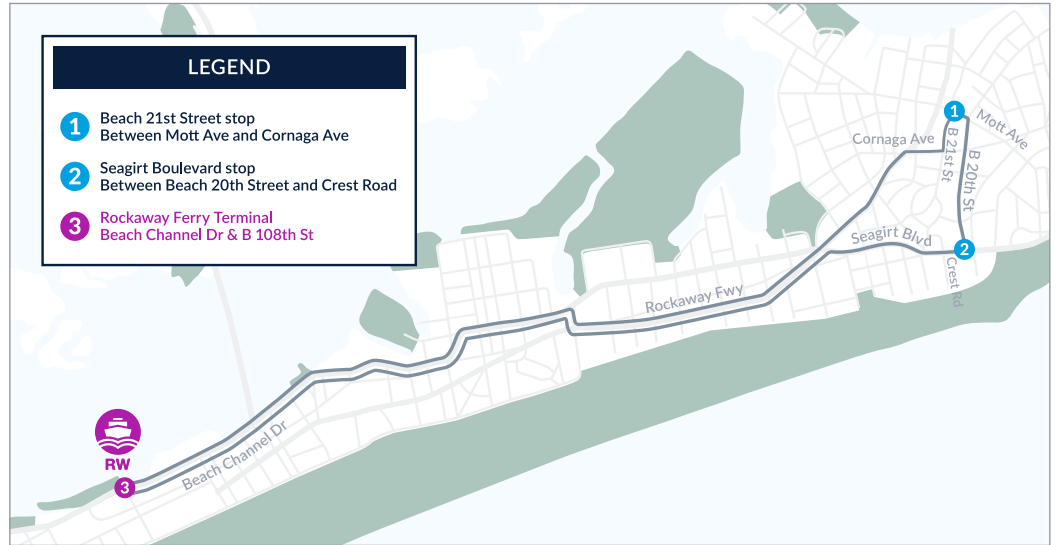 LEGEND
1
Beach 21st Street stop
Between Mott Ave and Cornaga Ave
2
Seagirt Boulevard stop
Between Beach 20th Street and Crest Road
3
Rockaway Ferry Terminal
Beach Channel Dr & B 108th St
1
Mott Ave
Cornaga Ave
B 21st St
B 20th St
Seagirt Blvd
2
Crest Rd
Rockaway Fwy
Beach Channel Dr
RW
3